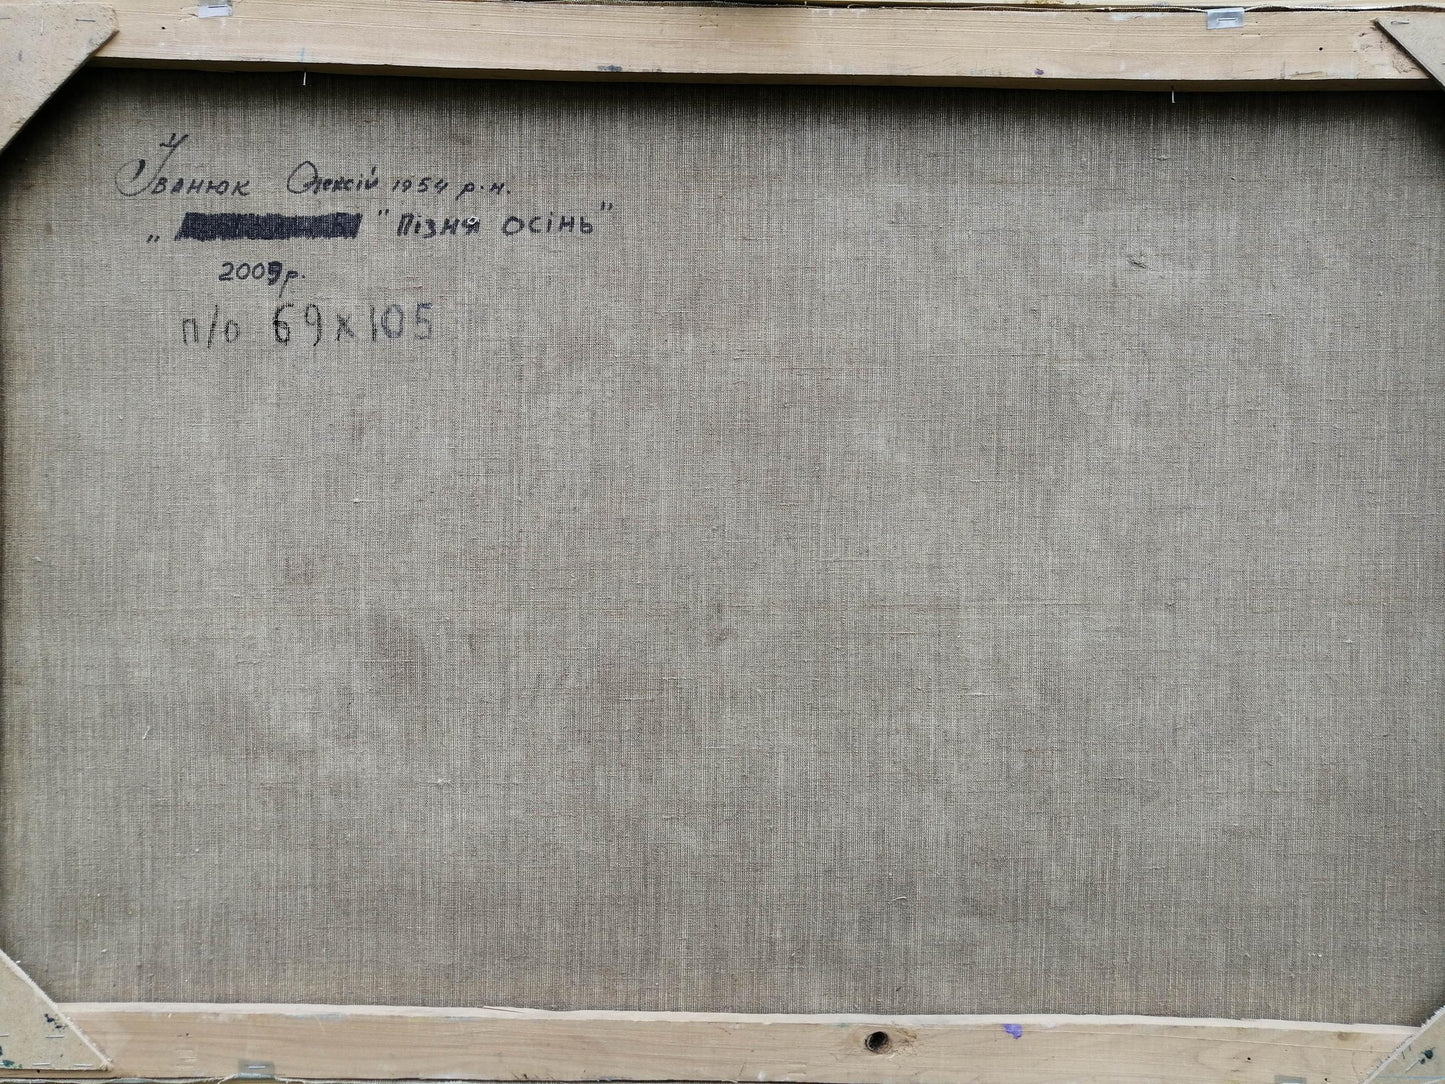 Іванюк Олексій 1954 р.н.
„ " Пізня осінь"
2009р.
п/о 69х105